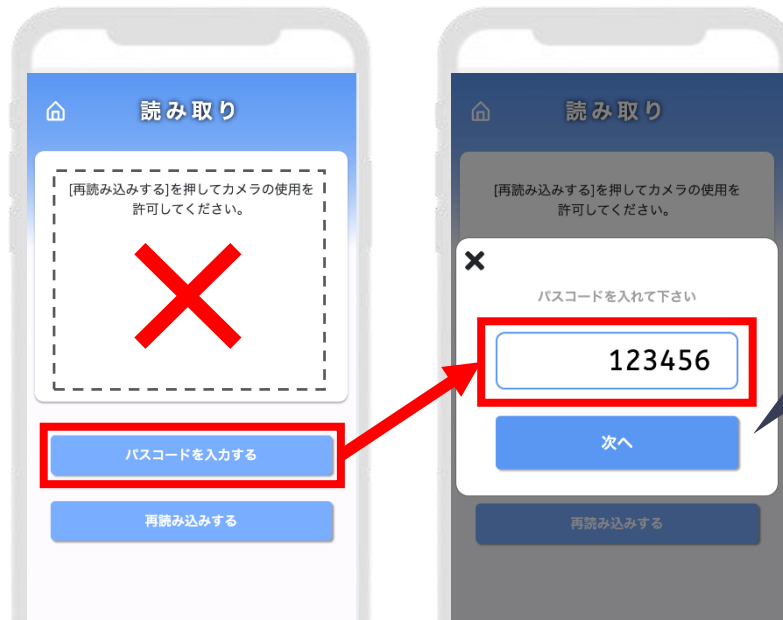 読み取り
[再読み込みする]を押してカメラの使用を
許可してください。
パスコードを入力する
再読み込みする
読み取り
[再読み込みする]を押してカメラの使用を
許可してください。
パスコードを入れて下さい
123456
次へ
再読み込みする